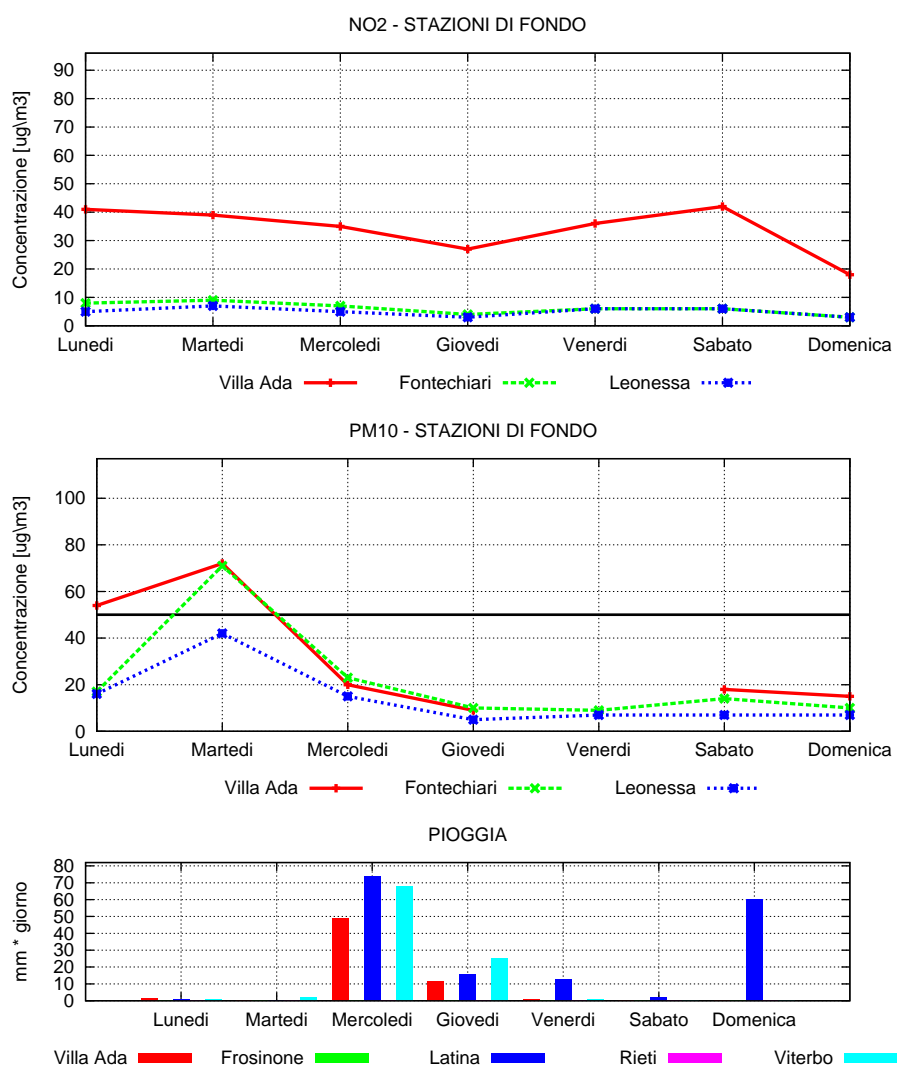 NO2 - STAZIONI DI FONDO
Concentrazione [ug\m3]
90
80
70
60
50
40
30
20
10
0
Lunedi Martedi Mercoledi Giovedi Venerdi Sabato Domenica
Villa Ada Fontechiari Leonessa
PM10 - STAZIONI DI FONDO
Concentrazione [ug\m3]
100
80
60
40
20
0
Lunedi Martedi Mercoledi Giovedi Venerdi Sabato Domenica
Villa Ada Fontechiari Leonessa
PIOGGIA
mm * giorno
80
70
60
50
40
30
20
10
0
Lunedi Martedi Mercoledi Giovedi Venerdi Sabato Domenica
Villa Ada Frosinone Latina Rieti Viterbo